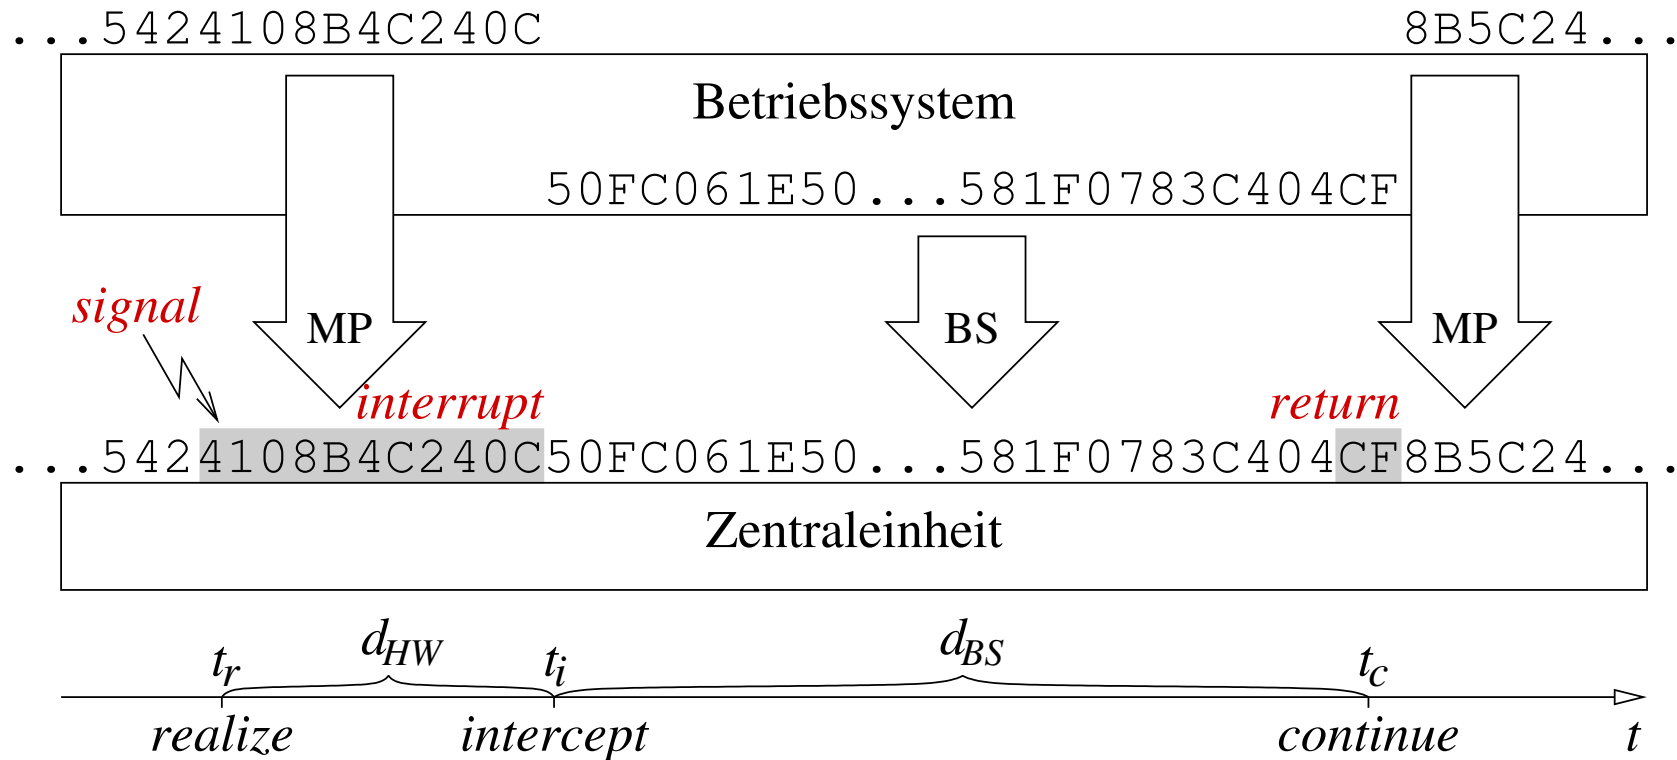 ...5424108B4C240C 8B5C24...
Betriebssystem
50FC061E50...581F0783C404CF
signal
MP BS MP
interrupt return
...5424108B4C240C50FC061E50...581F0783C404CF8B5C24...
Zentraleinheit
tr dHW ti dBS tc
realize intercept continue t